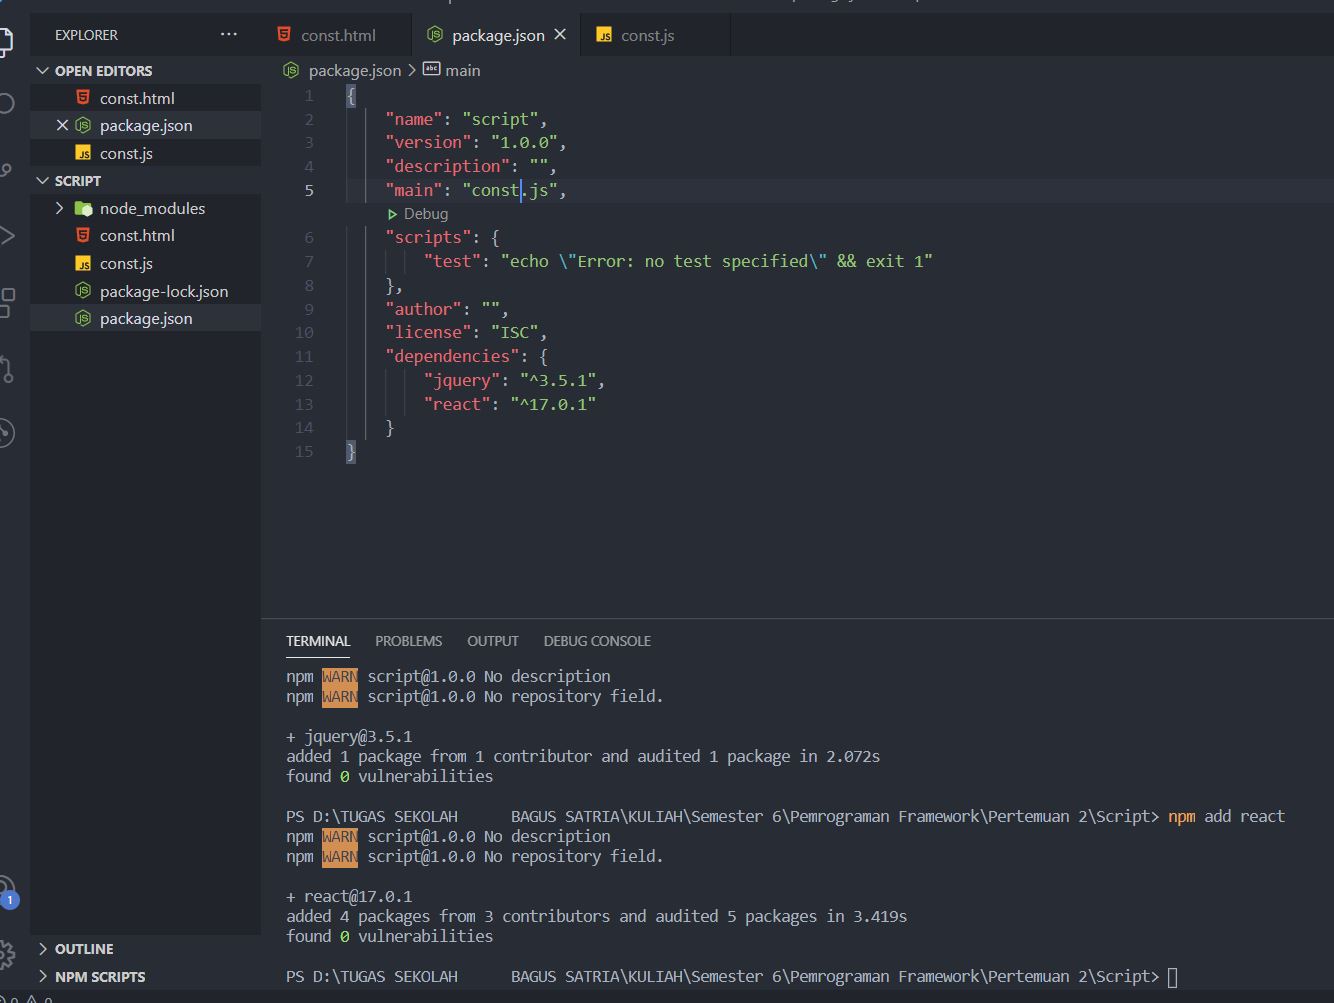 EXPLORER ...
const.html
package.json
const.js
OPEN EDITORS
const.html
package.json
const.js
SCRIPT
node_modules
const.html
const.js
package-lock.json
package.json
OUTLINE
NPM SCRIPTS
1
package.json > main
1 {
2 "name": "script",
3 "version": "1.0.0",
4 "description": "",
5 "main": "const.js",
Debug
6 "scripts": {
7 "test": "echo \"Error: no test specified\" && exit 1"
8 },
9 "author": "",
10 "license": "ISC",
11 "dependencies": {
12 "jquery": "^3.5.1",
13 "react": "^17.0.1"
14 }
15 }
TERMINAL PROBLEMS OUTPUT DEBUG CONSOLE
npm WARN script@1.0.0 No description
npm WARN script@1.0.0 No repository field.
+ jquery@3.5.1
added 1 package from 1 contributor and audited 1 package in 2.072s
found 0 vulnerabilities
PS D:\TUGAS SEKOLAH      BAGUS SATRIA\KULIAH\Semester 6\Pemrograman Framework\Pertemuan 2\Script> npm add react
npm WARN script@1.0.0 No description
npm WARN script@1.0.0 No repository field.
+ react@17.0.1
added 4 packages from 3 contributors and audited 5 packages in 3.419s
found 0 vulnerabilities
PS D:\TUGAS SEKOLAH      BAGUS SATRIA\KULIAH\Semester 6\Pemrograman Framework\Pertemuan 2\Script>